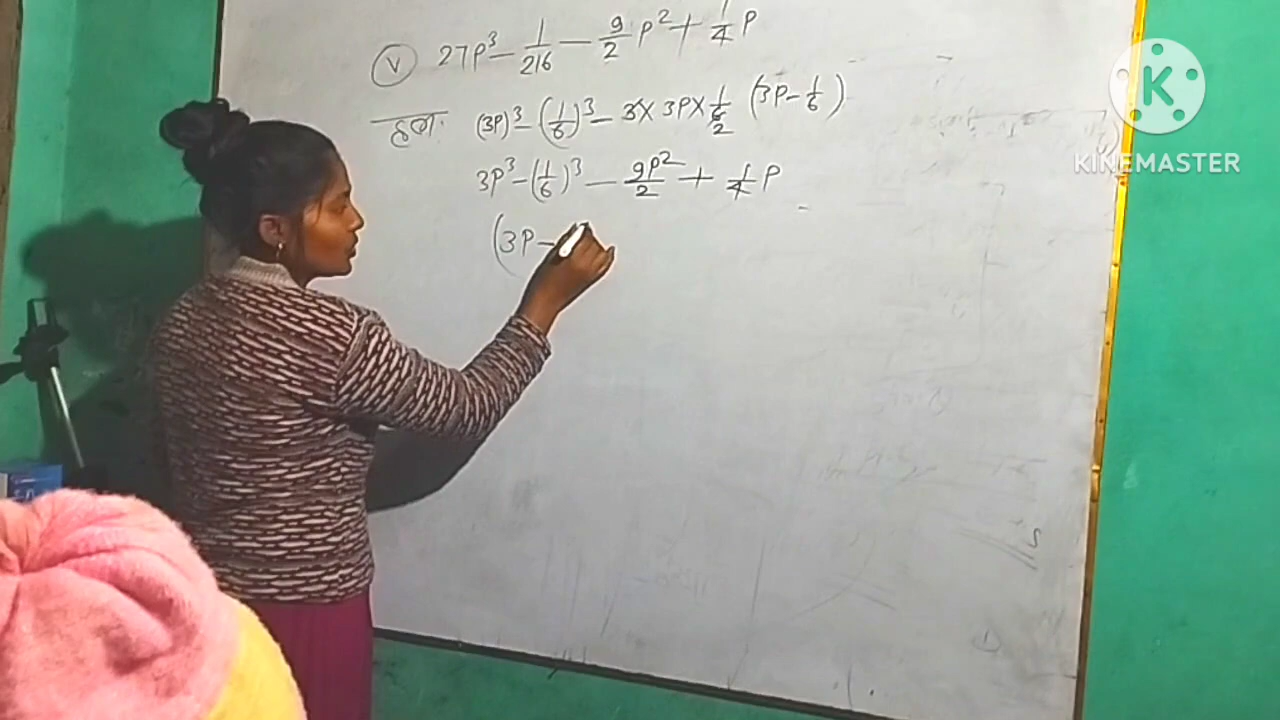 (v) 27p³ - 1/216 - 9/2 p² + 1/4 p
हल: (3p)³ - (1/6)³ - 3 × 3p × 1/6 (3p - 1/6)
2
3p³ - (1/6)³ - 9p²/2 + 1/4 p
(3p -
K
KINEMASTER